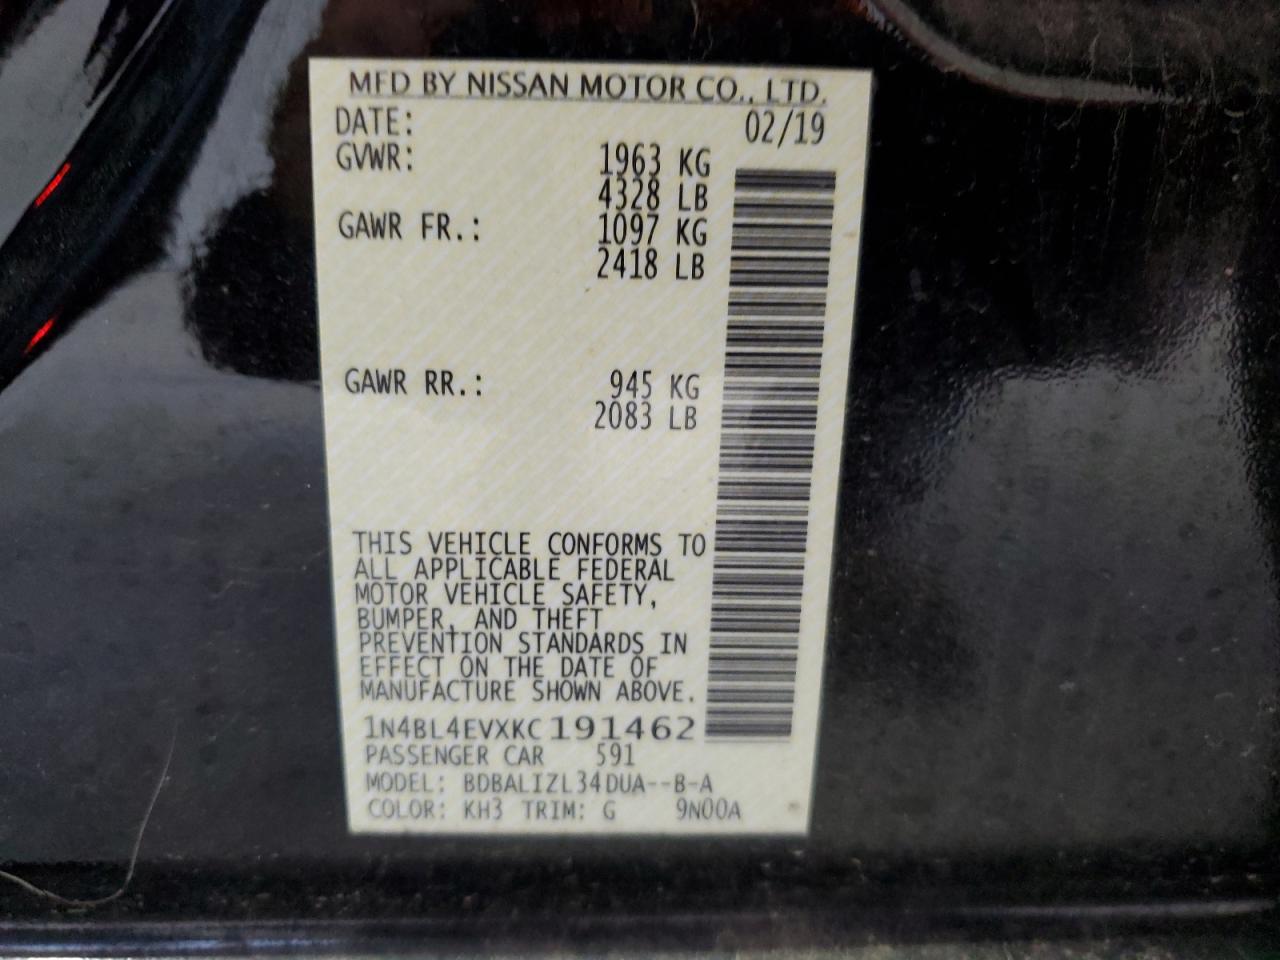 MFD BY NISSAN MOTOR CO., LTD.
DATE: 02/19
GVWR: 1963 KG
4328 LB
GAWR FR.: 1097 KG
2418 LB
GAWR RR.: 945 KG
2083 LB
THIS VEHICLE CONFORMS TO
ALL APPLICABLE FEDERAL
MOTOR VEHICLE SAFETY,
BUMPER, AND THEFT
PREVENTION STANDARDS IN
EFFECT ON THE DATE OF
MANUFACTURE SHOWN ABOVE.
1N4BL4EVXKC191462
PASSENGER CAR 591
MODEL: BDBALIZL34DUA--B-A
COLOR: KH3 TRIM: G 9N00A